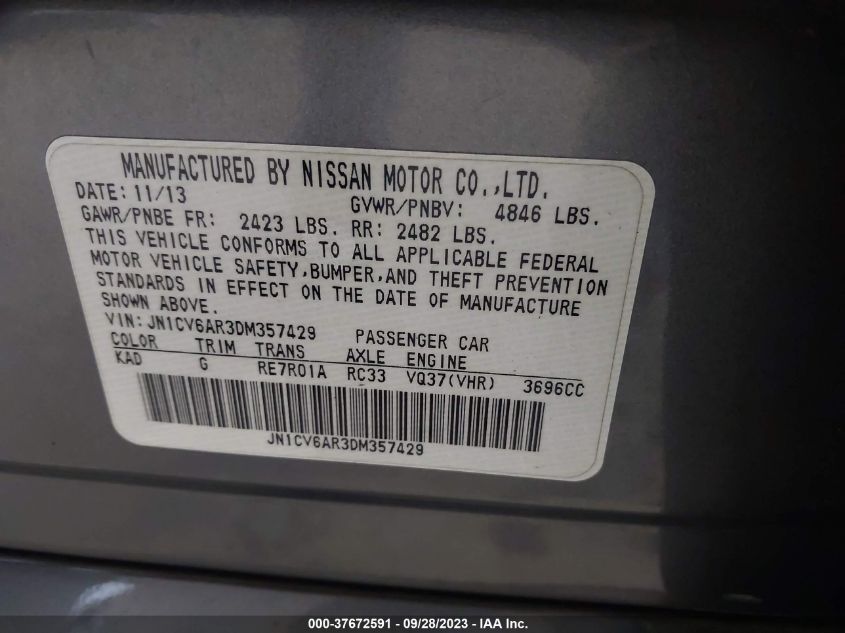 MANUFACTURED BY NISSAN MOTOR CO.,LTD.
DATE: 11/13 GVWR/PNBV: 4846 LBS.
GAWR/PNBE FR: 2423 LBS. RR: 2482 LBS.
THIS VEHICLE CONFORMS TO ALL APPLICABLE FEDERAL
MOTOR VEHICLE SAFETY,BUMPER,AND THEFT PREVENTION
STANDARDS IN EFFECT ON THE DATE OF MANUFACTURE
SHOWN ABOVE.
VIN:JN1CV6AR3DM357429 PASSENGER CAR
COLOR TRIM TRANS AXLE ENGINE
KAD G RE7R01A RC33 VQ37(VHR) 3696CC
JN1CV6AR3DM357429
000-37672591 - 09/28/2023 - IAA Inc.